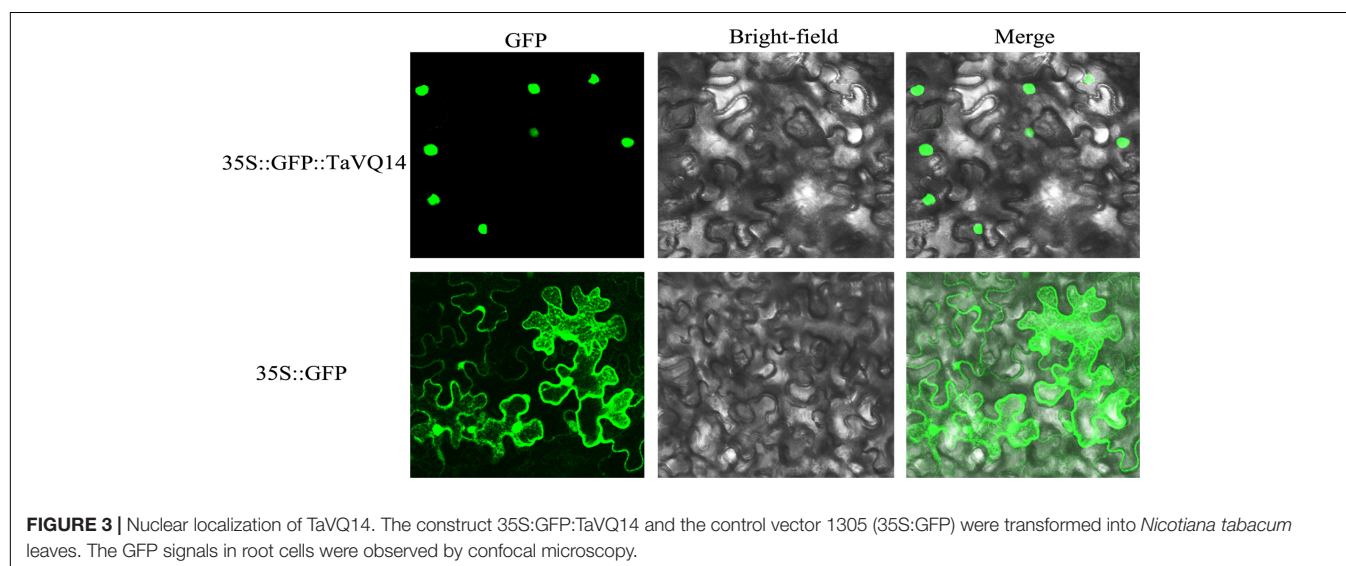 GFP Bright-field Merge
35S::GFP::TaVQ14
35S::GFP
FIGURE 3 | Nuclear localization of TaVQ14. The construct 35S:GFP:TaVQ14 and the control vector 1305 (35S:GFP) were transformed into Nicotiana tabacum
leaves. The GFP signals in root cells were observed by confocal microscopy.